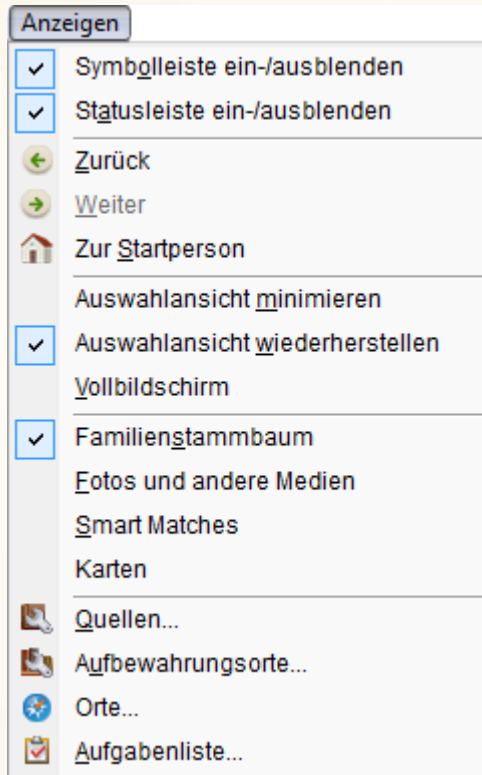 Anzeigen
Symbolleiste ein-/ausblenden
Statusleiste ein-/ausblenden
Zurück
Weiter
Zur Startperson
Auswahlansicht minimieren
Auswahlansicht wiederherstellen
Vollbildschirm
Familienstammbaum
Fotos und andere Medien
Smart Matches
Karten
Quellen...
Aufbewahrungsorte...
Orte...
Aufgabenliste...